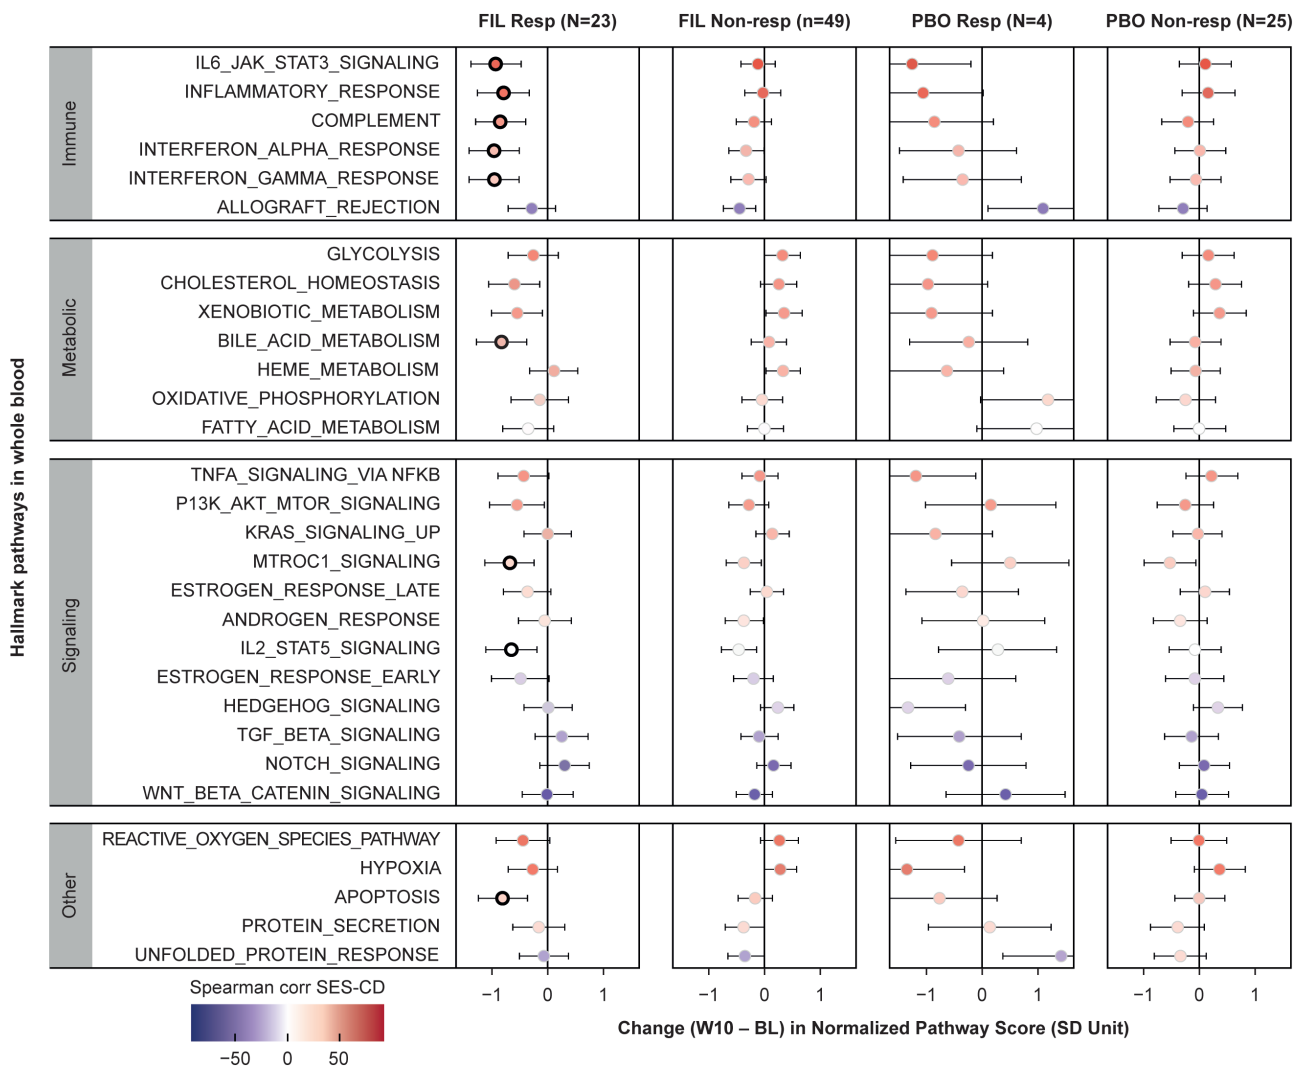 FIL Resp (N=23) FIL Non-resp (n=49) PBO Resp (N=4) PBO Non-resp (n=25)
Hallmark pathways in whole blood
Immune
IL6_JAK_STAT3_SIGNALING
INFLAMMATORY_RESPONSE
COMPLEMENT
INTERFERON_ALPHA_RESPONSE
INTERFERON_GAMMA_RESPONSE
ALLOGRAFT_REJECTION
Metabolic
GLYCOLYSIS
CHOLESTEROL_HOMEOSTASIS
XENOBIOTIC_METABOLISM
BILE_ACID_METABOLISM
HEME_METABOLISM
OXIDATIVE_PHOSPHORYLATION
FATTY_ACID_METABOLISM
Signaling
TNFA_SIGNALING_VIA NFKB
P13K_AKT_MTOR_SIGNALING
KRAS_SIGNALING_UP
MTROC1_SIGNALING
ESTROGEN_RESPONSE_LATE
ANDROGEN_RESPONSE
IL2_STAT5_SIGNALING
ESTROGEN_RESPONSE_EARLY
HEDGEHOG_SIGNALING
TGF_BETA_SIGNALING
NOTCH_SIGNALING
WNT_BETA_CATENIN_SIGNALING
Other
REACTIVE_OXYGEN_SPECIES_PATHWAY
HYPOXIA
APOPTOSIS
PROTEIN_SECRETION
UNFOLDED_PROTEIN_RESPONSE
−1 0 1 −1 0 1 −1 0 1 −1 0 1
Change (W10 – BL) in Normalized Pathway Score (SD Unit)
Spearman corr SES-CD
−50 0 50